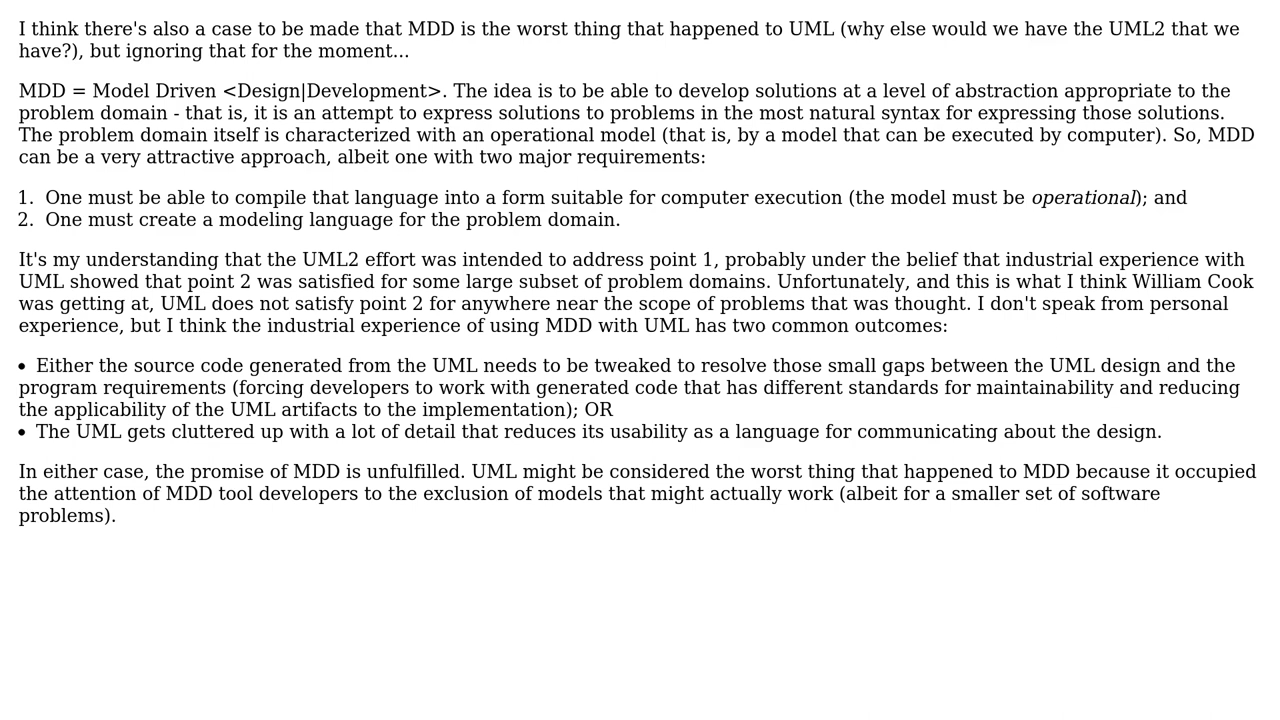 I think there's also a case to be made that MDD is the worst thing that happened to UML (why else would we have the UML2 that we
have?), but ignoring that for the moment...
MDD = Model Driven <Design|Development>. The idea is to be able to develop solutions at a level of abstraction appropriate to the
problem domain - that is, it is an attempt to express solutions to problems in the most natural syntax for expressing those solutions.
The problem domain itself is characterized with an operational model (that is, by a model that can be executed by computer). So, MDD
can be a very attractive approach, albeit one with two major requirements:
1. One must be able to compile that language into a form suitable for computer execution (the model must be operational); and
2. One must create a modeling language for the problem domain.
It's my understanding that the UML2 effort was intended to address point 1, probably under the belief that industrial experience with
UML showed that point 2 was satisfied for some large subset of problem domains. Unfortunately, and this is what I think William Cook
was getting at, UML does not satisfy point 2 for anywhere near the scope of problems that was thought. I don't speak from personal
experience, but I think the industrial experience of using MDD with UML has two common outcomes:
• Either the source code generated from the UML needs to be tweaked to resolve those small gaps between the UML design and the
program requirements (forcing developers to work with generated code that has different standards for maintainability and reducing
the applicability of the UML artifacts to the implementation); OR
• The UML gets cluttered up with a lot of detail that reduces its usability as a language for communicating about the design.
In either case, the promise of MDD is unfulfilled. UML might be considered the worst thing that happened to MDD because it occupied
the attention of MDD tool developers to the exclusion of models that might actually work (albeit for a smaller set of software
problems).